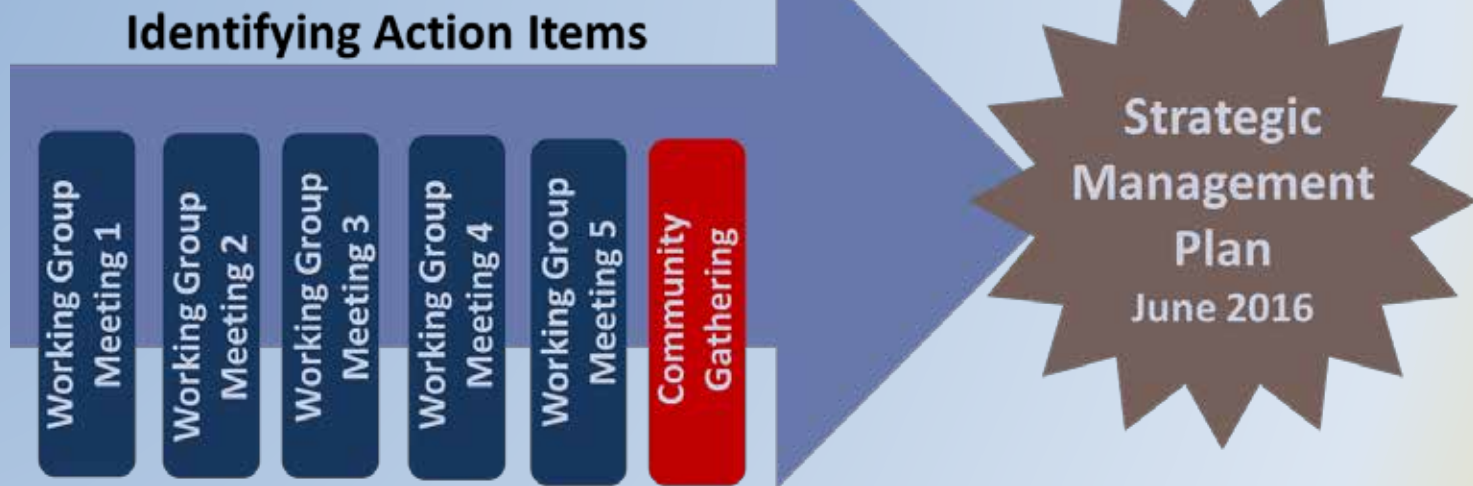 Identifying Action Items
Working Group
Meeting 1
Working Group
Meeting 2
Working Group
Meeting 3
Working Group
Meeting 4
Working Group
Meeting 5
Community
Gathering
Strategic
Management
Plan
June 2016